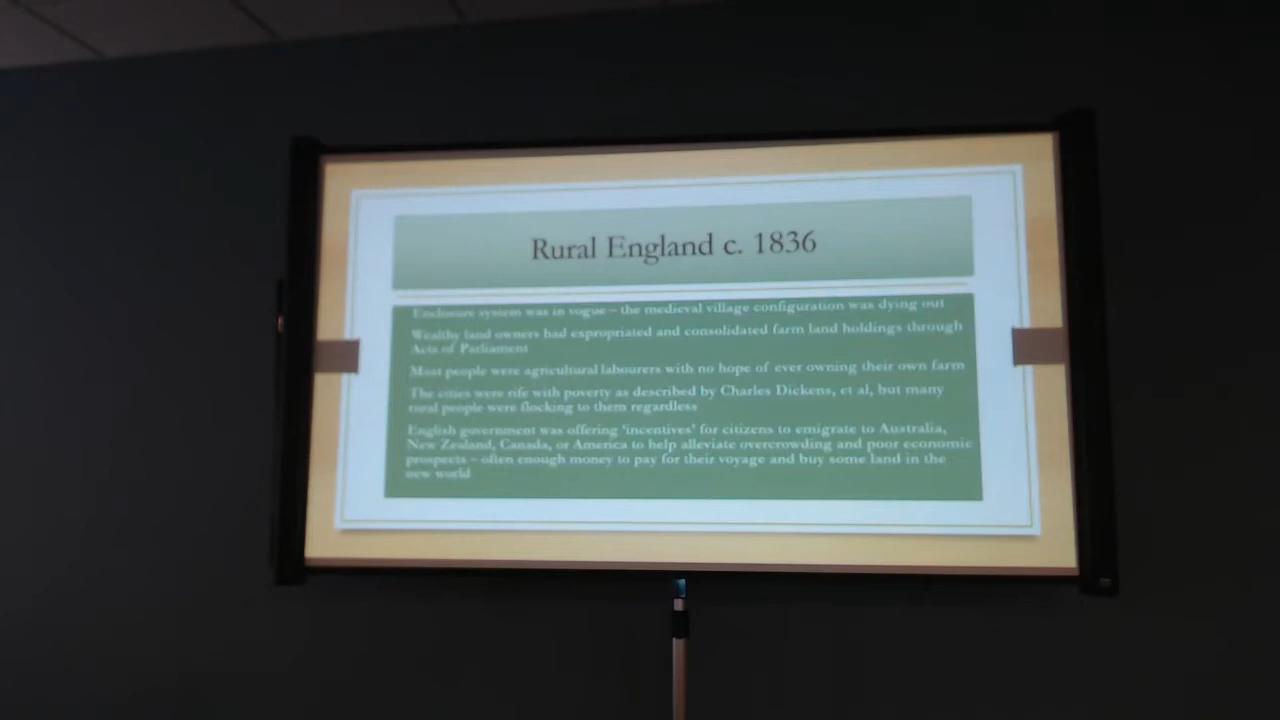 Rural England c. 1836
Enclosure system was in vogue – the medieval village configuration was dying out
Wealthy land owners had expropriated and consolidated farm land holdings through
Acts of Parliament
Most people were agricultural labourers with no hope of ever owning their own farm
The cities were rife with poverty as described by Charles Dickens, et al, but many
rural people were flocking to them regardless
English government was offering ‘incentives’ for citizens to emigrate to Australia,
New Zealand, Canada, or America to help alleviate overcrowding and poor economic
prospects – often enough money to pay for their voyage and buy some land in the
new world